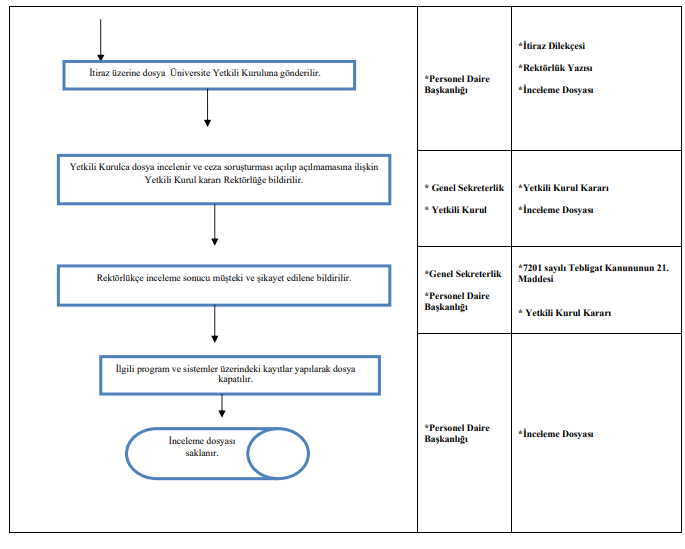 İtiraz üzerine dosya Üniversite Yetkili Kuruluna gönderilir.
*Personel Daire
Başkanlığı
*İtiraz Dilekçesi
*Rektörlük Yazısı
*İnceleme Dosyası
Yetkili Kurulca dosya incelenir ve ceza soruşturması açılıp açılmamasına ilişkin
Yetkili Kurul kararı Rektörlüğe bildirilir.
* Genel Sekreterlik
* Yetkili Kurul
*Yetkili Kurul Kararı
*İnceleme Dosyası
Rektörlükçe inceleme sonucu müşteki ve şikayet edilene bildirilir.
*Genel Sekreterlik
*Personel Daire
Başkanlığı
*7201 sayılı Tebligat Kanununun 21.
Maddesi
* Yetkili Kurul Kararı
İlgili program ve sistemler üzerindeki kayıtlar yapılarak dosya
kapatılır.
İnceleme dosyası
saklanır.
*Personel Daire
Başkanlığı
*İnceleme Dosyası